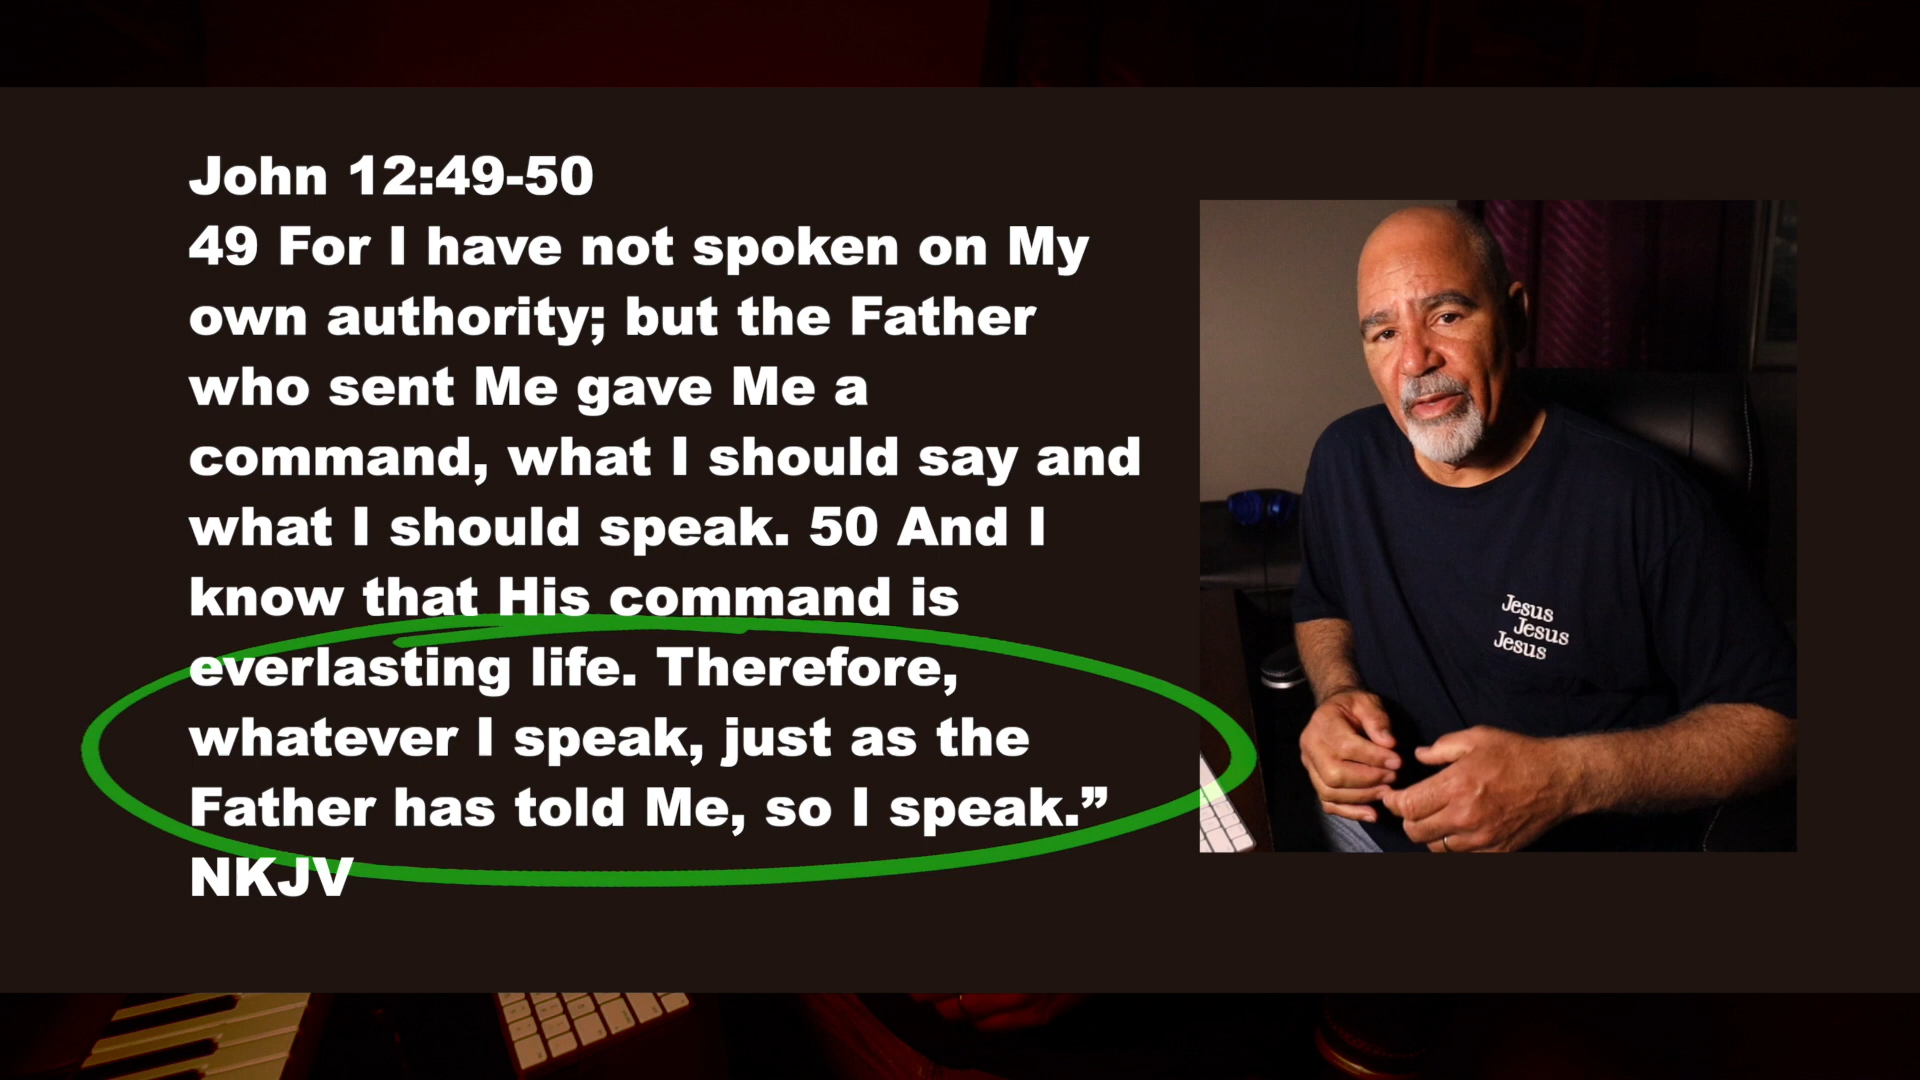 John 12:49-50
49 For I have not spoken on My
own authority; but the Father
who sent Me gave Me a
command, what I should say and
what I should speak. 50 And I
know that His command is
everlasting life. Therefore,
whatever I speak, just as the
Father has told Me, so I speak.”
NKJV
Jesus
Jesus
Jesus